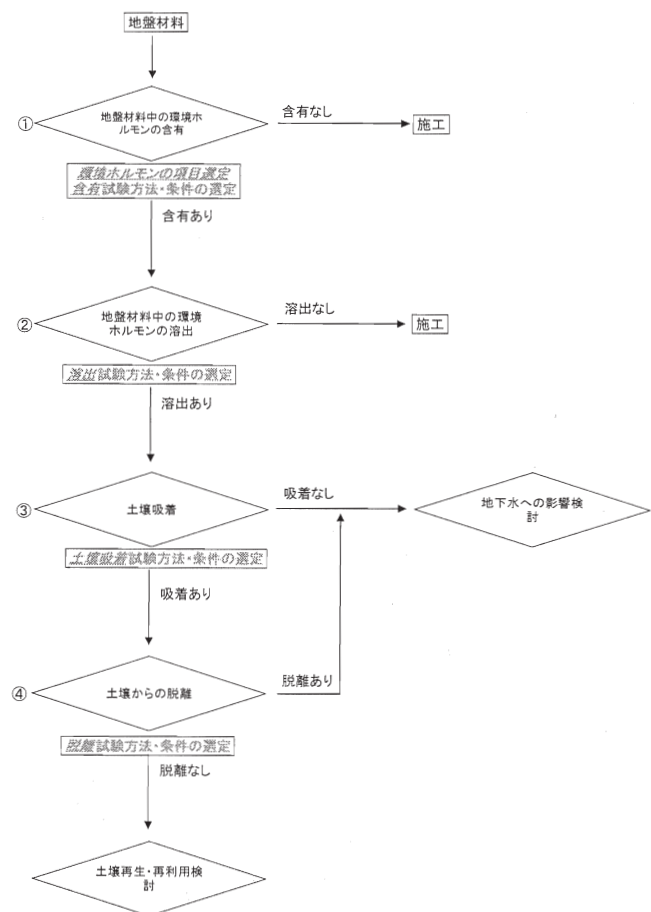 地盤材料
①
地盤材料中の環境ホ
ルモンの含有
含有なし
施工
環境ホルモンの項目選定
含有試験方法・条件の選定
含有あり
②
地盤材料中の環境
ホルモンの溶出
溶出なし
施工
溶出試験方法・条件の選定
溶出あり
③
土壌吸着
吸着なし
地下水への影響検
討
土壌吸着試験方法・条件の選定
吸着あり
④
土壌からの脱離
脱離あり
脱離試験方法・条件の選定
脱離なし
土壌再生・再利用検
討